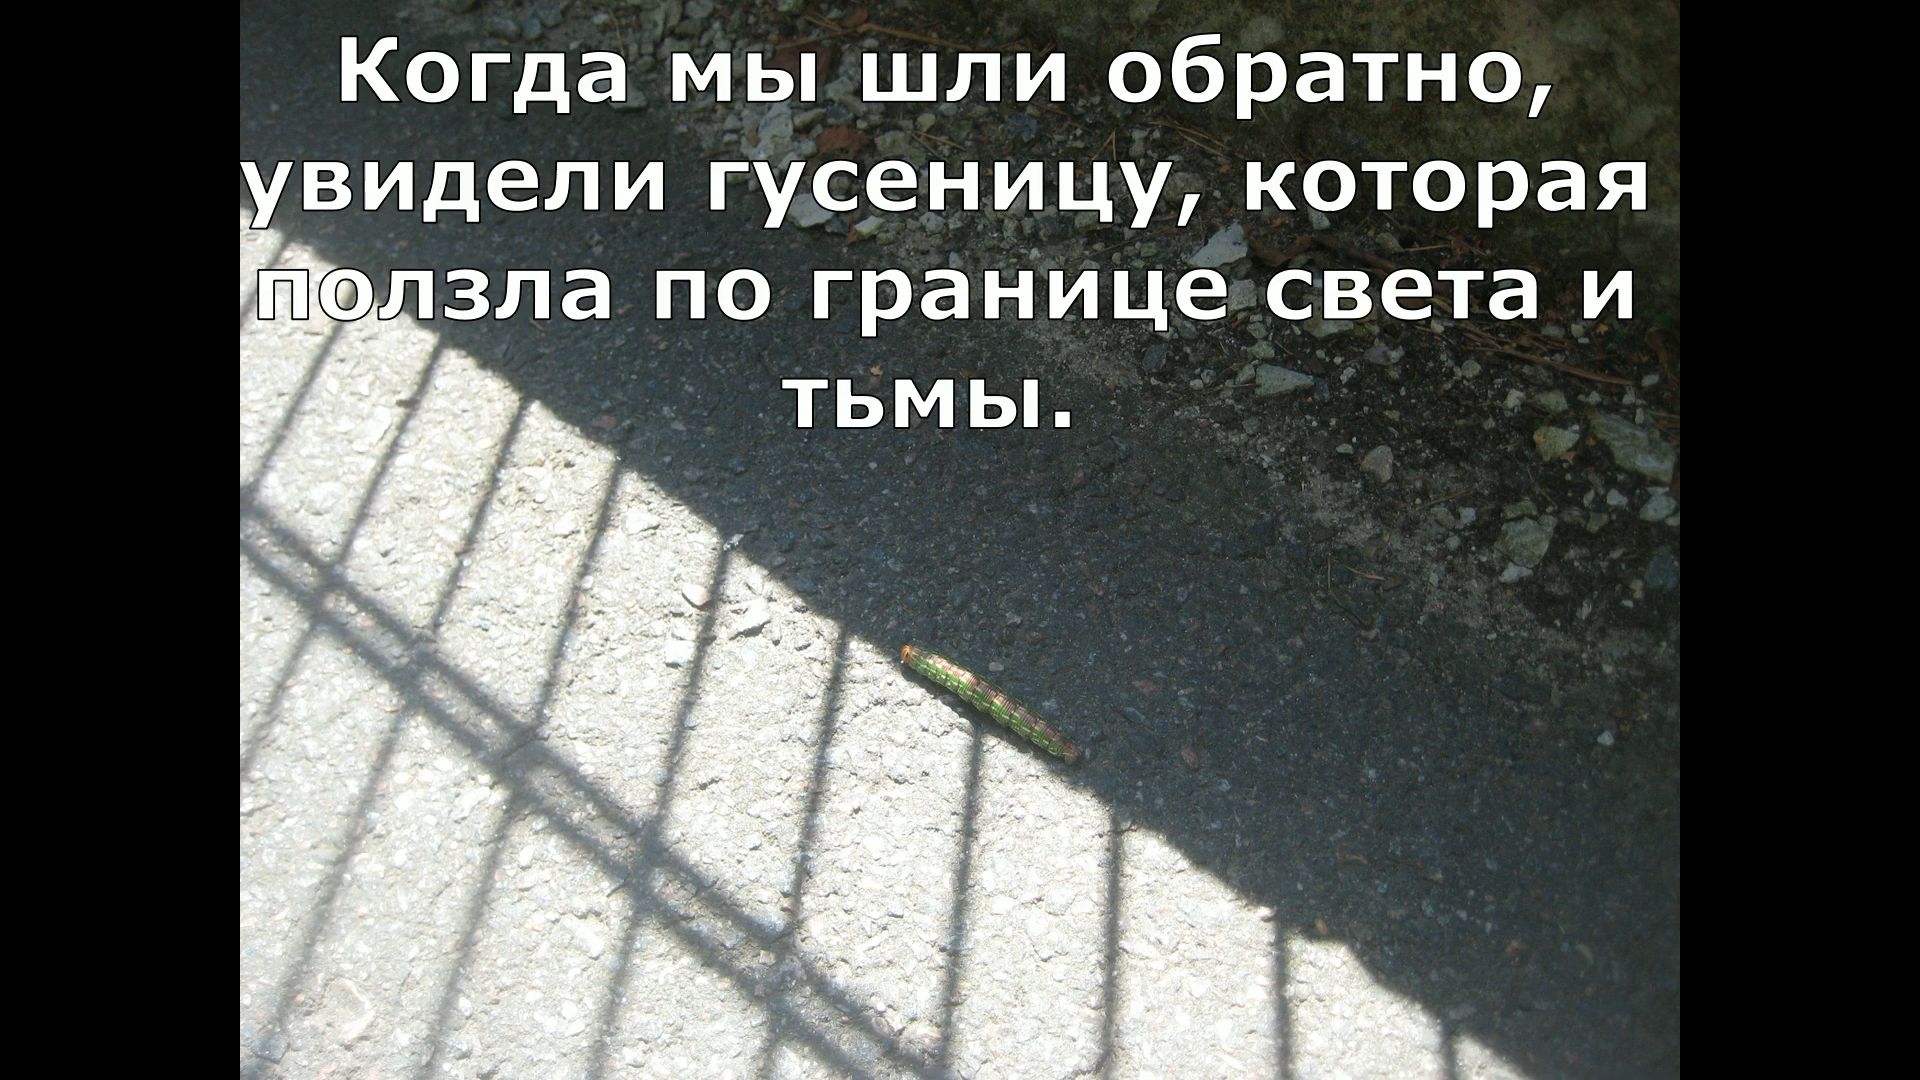 Когда мы шли обратно,
увидели гусеницу, которая
ползла по границе света и
тьмы.